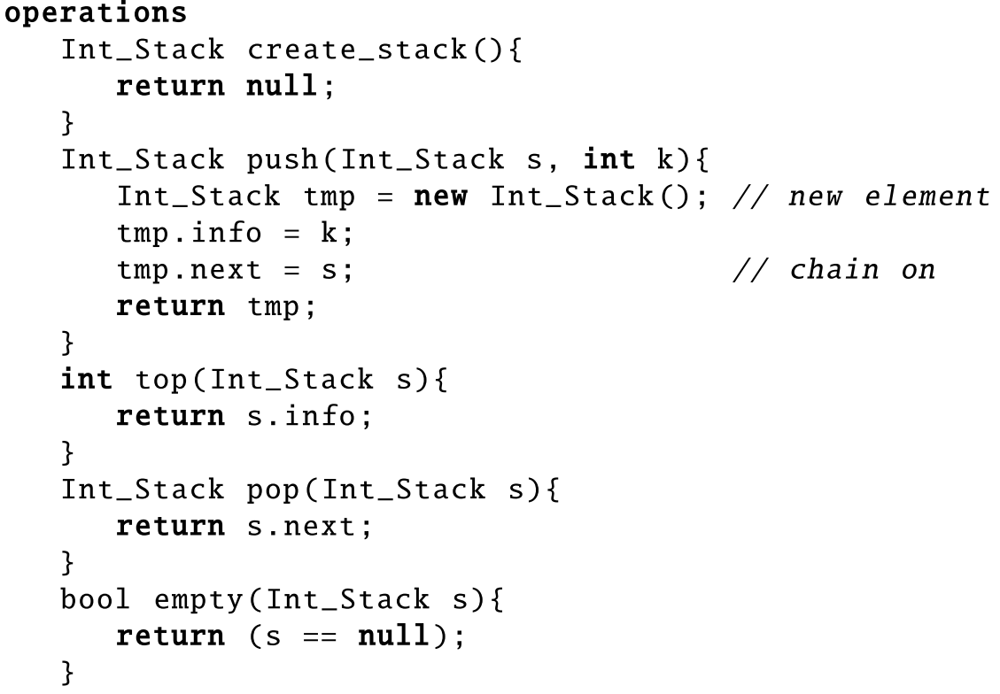 operations
Int_Stack create_stack(){
return null;
}
Int_Stack push(Int_Stack s, int k){
Int_Stack tmp = new Int_Stack(); // new element
tmp.info = k;
tmp.next = s; // chain on
return tmp;
}
int top(Int_Stack s){
return s.info;
}
Int_Stack pop(Int_Stack s){
return s.next;
}
bool empty(Int_Stack s){
return (s == null);
}